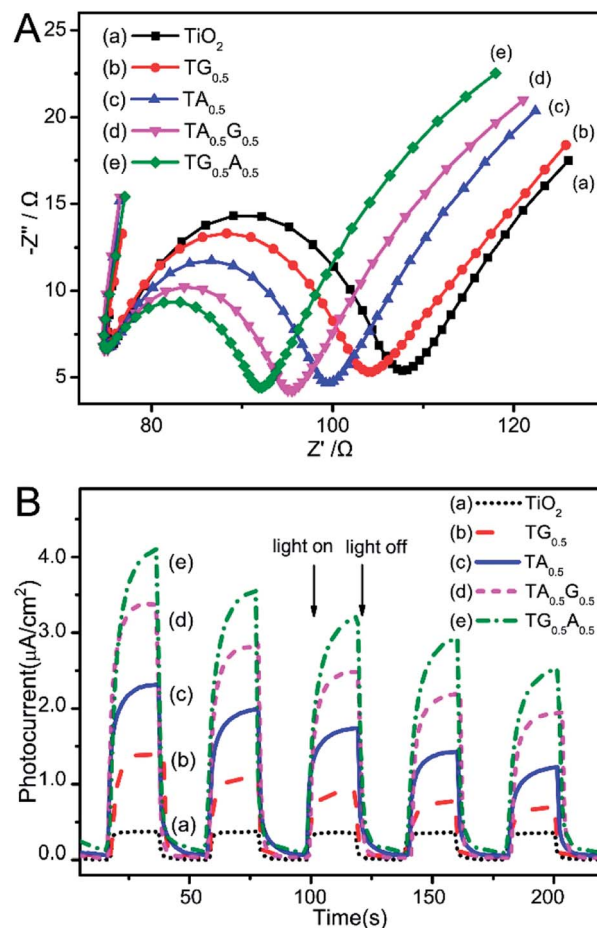 A
(a) TiO2
(b) TG0.5
(c) TA0.5
(d) TA0.5G0.5
(e) TG0.5A0.5
(e)
(d)
(c)
(b)
(a)
25
20
15
10
5
-Z"/ Ω
80 100 120
Z' /Ω
B
(a) TiO2
(b) TG0.5
(c) TA0.5
(d) TA0.5G0.5
(e) TG0.5A0.5
light on light off
(e)
(d)
(c)
(b)
(a)
4.0
3.0
2.0
1.0
0.0
Photocurrent(μA/cm2)
50 100 150 200
Time(s)